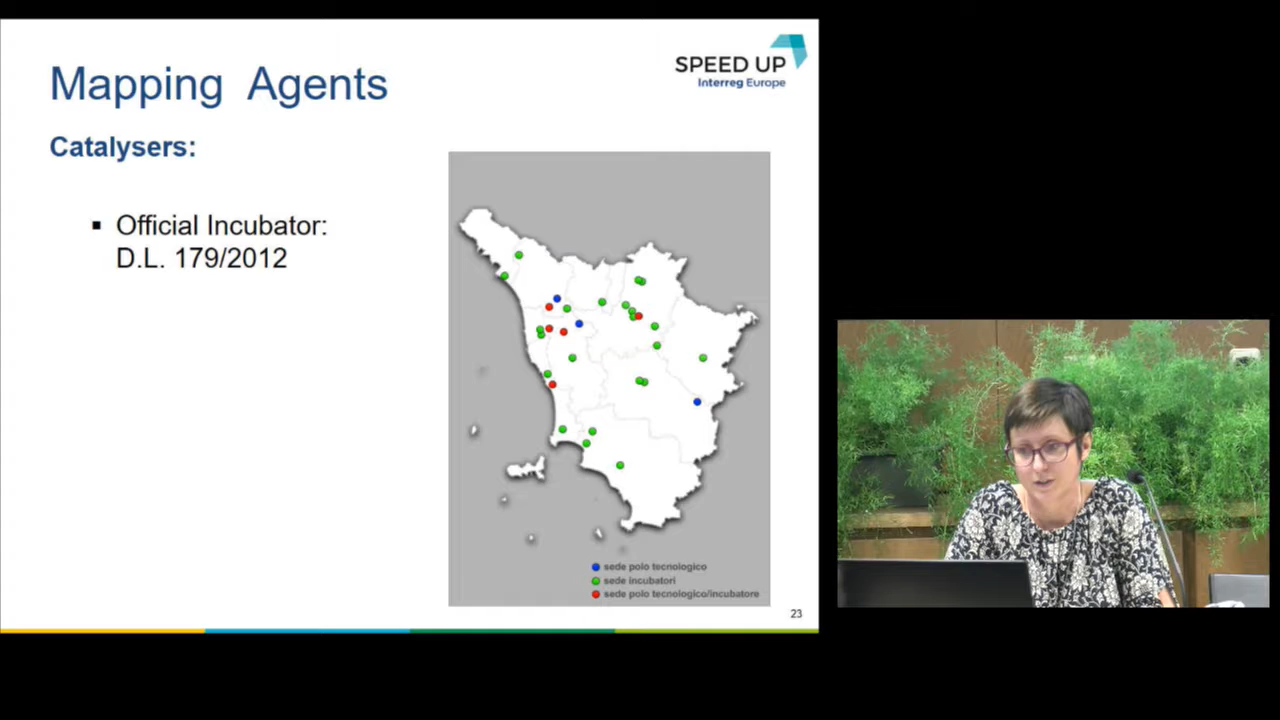 SPEED UP
Interreg Europe
Mapping Agents
Catalysers:
▪ Official Incubator:
D.L. 179/2012
sede polo tecnologico
sede incubatori
sede polo tecnologico/incubatore
23